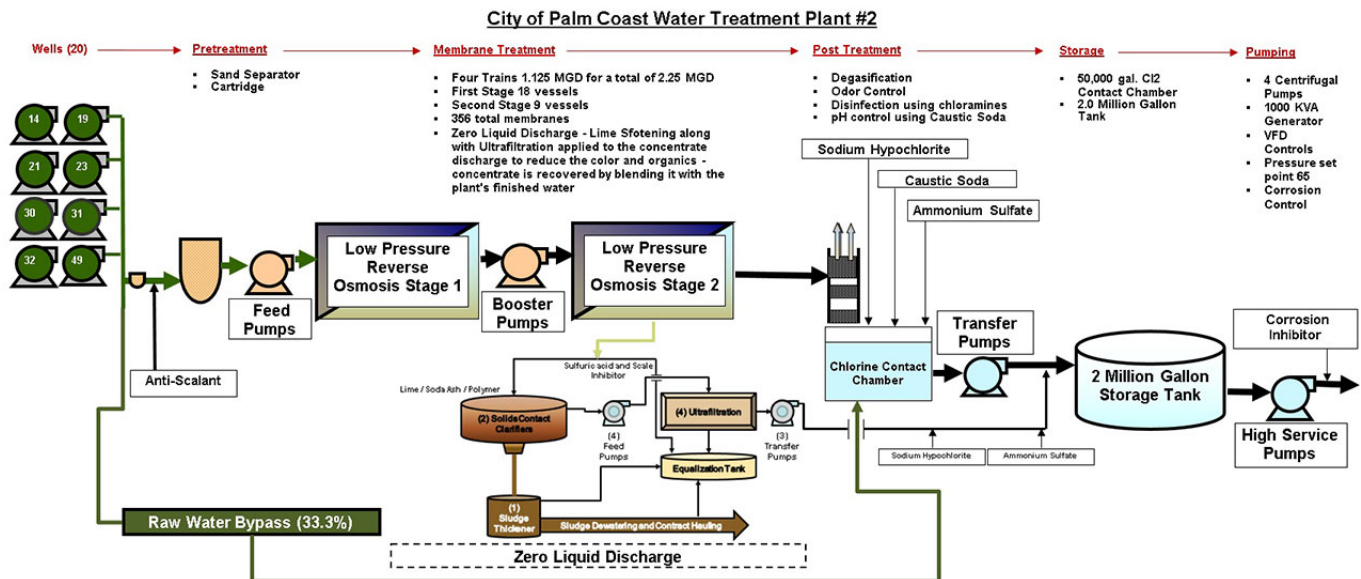 City of Palm Coast Water Treatment Plant #2
Wells (20)
Pretreatment
Membrane Treatment
Post Treatment
Storage
Pumping
Sand Separator
Cartridge
Four Trains 1.125 MGD for a total of 2.25 MGD
First Stage 18 vessels
Second Stage 9 vessels
356 total membranes
Zero Liquid Discharge - Lime Sfotening along
with Ultrafiltration applied to the concentrate
discharge to reduce the color and organics -
concentrate is recovered by blending it with the
plant's finished water
Degasification
Odor Control
Disinfection using chloramines
pH control using Caustic Soda
50,000 gal. Cl2
Contact Chamber
2.0 Million Gallon
Tank
4 Centrifugal
Pumps
1000 KVA
Generator
VFD
Controls
Pressure set
point 65
Corrosion
Control
14
19
21
23
30
31
32
49
Sodium Hypochlorite
Caustic Soda
Ammonium Sulfate
Low Pressure
Reverse
Osmosis Stage 1
Low Pressure
Reverse
Osmosis Stage 2
Feed
Pumps
Booster
Pumps
Anti-Scalant
Chlorine Contact
Chamber
Transfer
Pumps
2 Million Gallon
Storage Tank
Corrosion
Inhibitor
High Service
Pumps
Sulfuric acid and Scale
Inhibitor
Lime / Soda Ash / Polymer
(2) Solids Contact
Clarifiers
(4)
Feed
Pumps
(4) Ultrafiltration
(3)
Transfer
Pumps
Equalization Tank
Sodium Hypochlorite
Ammonium Sulfate
(1)
Sludge
Thickener
Sludge Dewatering and Contract Hauling
Raw Water Bypass (33.3%)
Zero Liquid Discharge